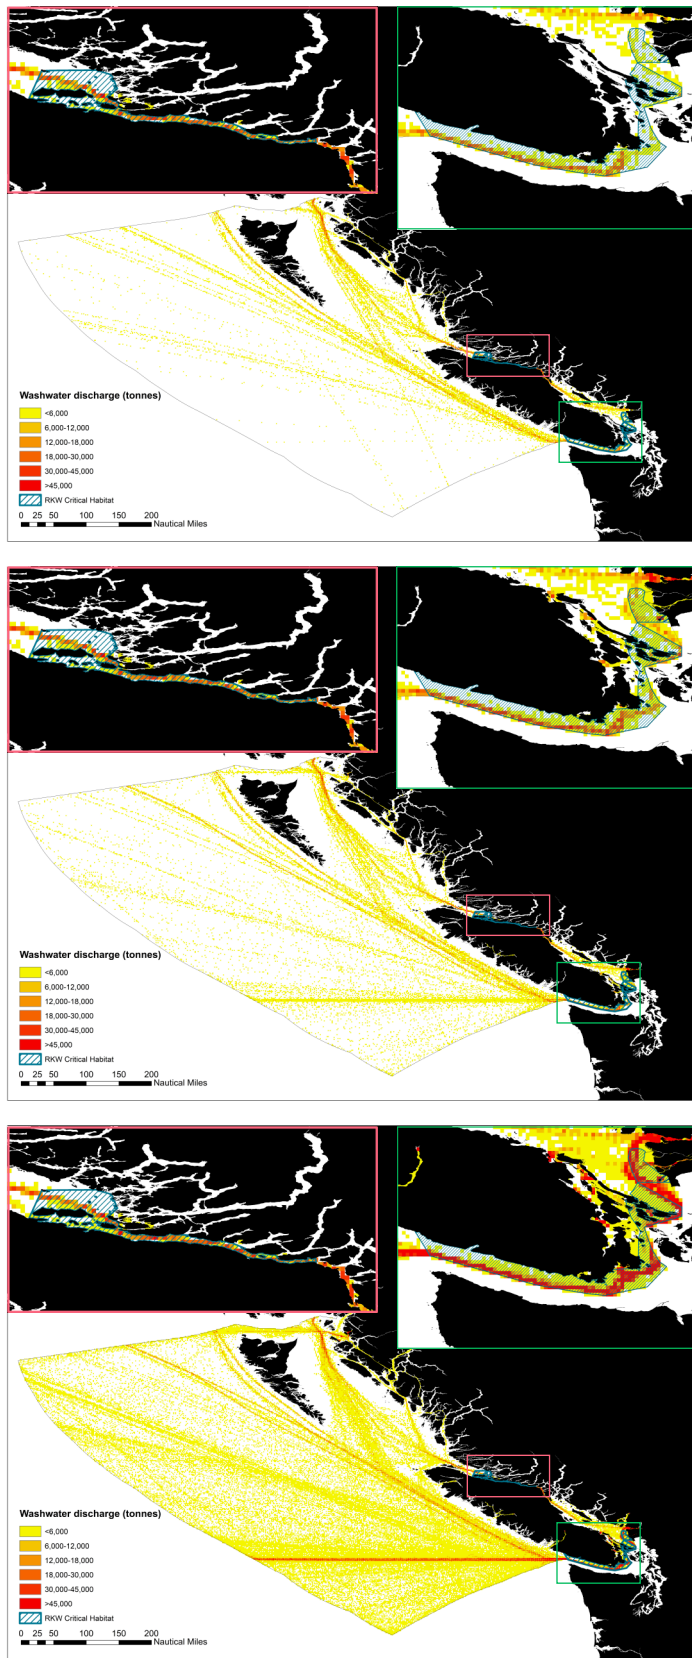 Washwater discharge (tonnes)
<6,000
6,000-12,000
12,000-18,000
18,000-30,000
30,000-45,000
>45,000
RKW Critical Habitat
0 25 50 100 150 200
Nautical Miles
Washwater discharge (tonnes)
<6,000
6,000-12,000
12,000-18,000
18,000-30,000
30,000-45,000
>45,000
RKW Critical Habitat
0 25 50 100 150 200
Nautical Miles
Washwater discharge (tonnes)
<6,000
6,000-12,000
12,000-18,000
18,000-30,000
30,000-45,000
>45,000
RKW Critical Habitat
0 25 50 100 150 200
Nautical Miles